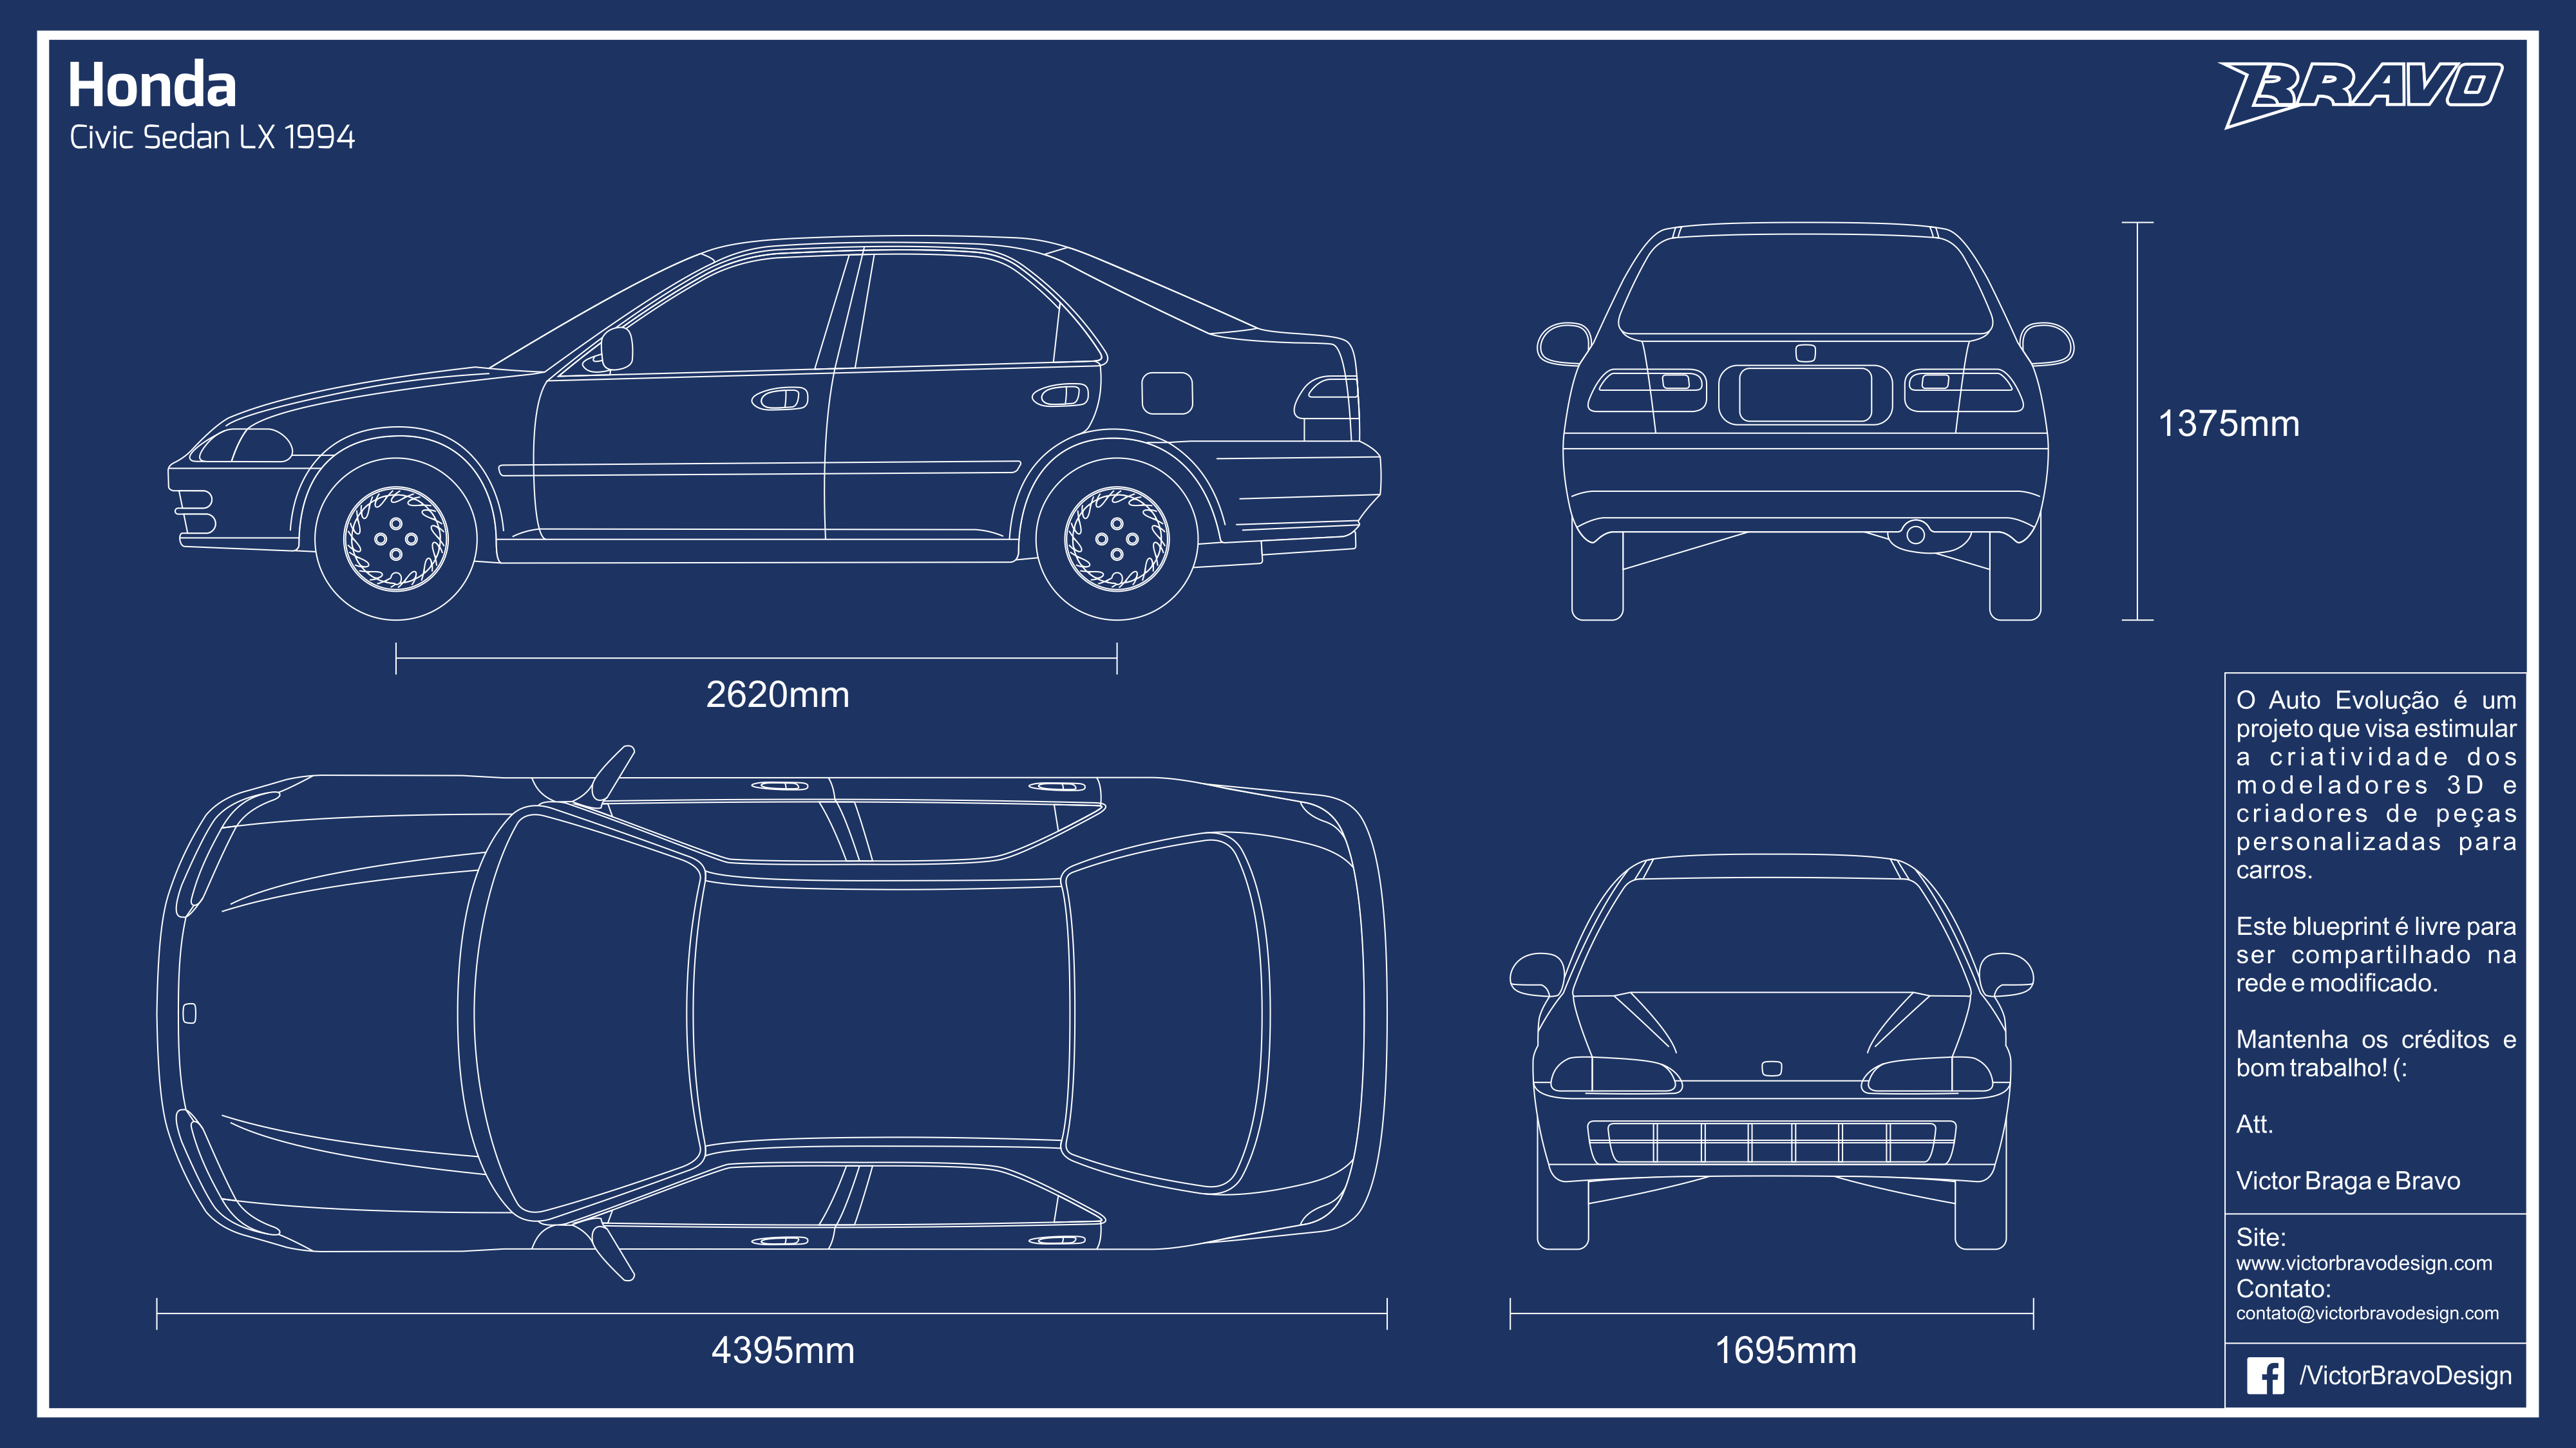 Honda
Civic Sedan LX 1994
BRAVO
1375mm
2620mm
4395mm
1695mm
O Auto Evolução é um
projeto que visa estimular
a criatividade dos
modeladores 3D e
criadores de peças
personalizadas para
carros.
Este blueprint é livre para
ser compartilhado na
rede e modificado.
Mantenha os créditos e
bom trabalho! (:
Att.
Victor Braga e Bravo
Site:
www.victorbravodesign.com
Contato:
contato@victorbravodesign.com
/VictorBravoDesign